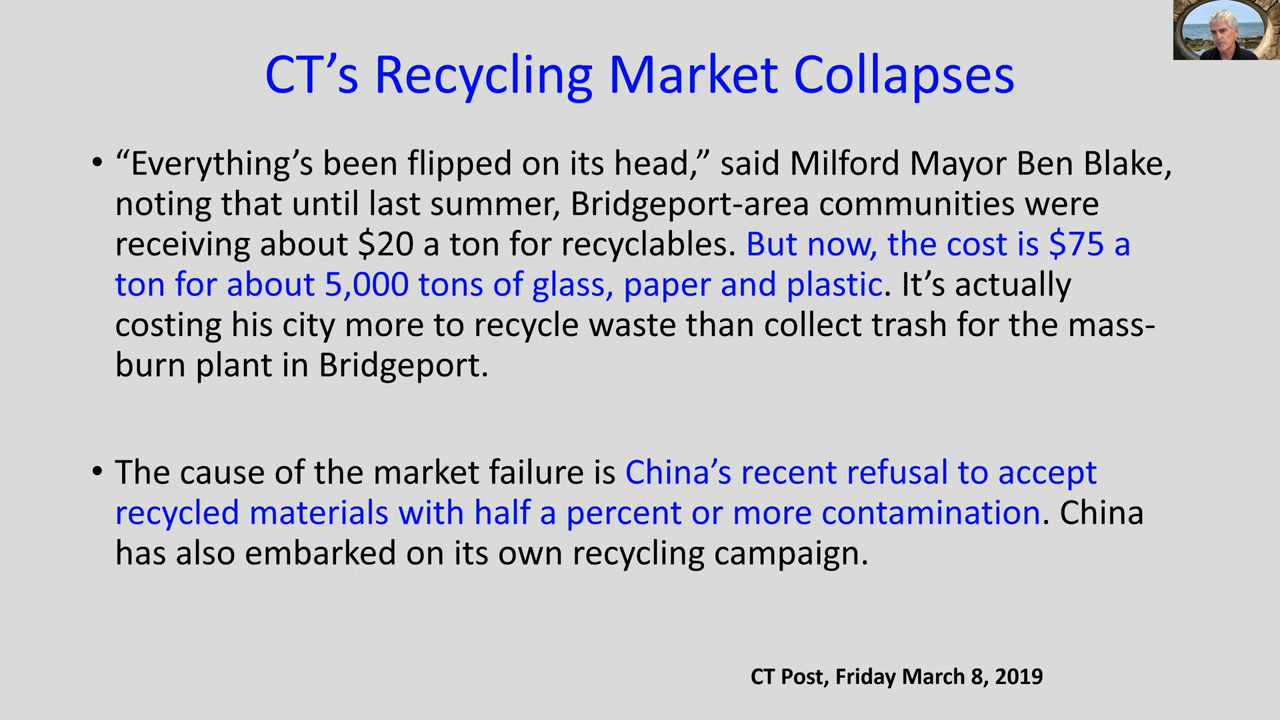 CT’s Recycling Market Collapses
• “Everything’s been flipped on its head,” said Milford Mayor Ben Blake,
noting that until last summer, Bridgeport-area communities were
receiving about $20 a ton for recyclables. But now, the cost is $75 a
ton for about 5,000 tons of glass, paper and plastic. It’s actually
costing his city more to recycle waste than collect trash for the mass-
burn plant in Bridgeport.
• The cause of the market failure is China’s recent refusal to accept
recycled materials with half a percent or more contamination. China
has also embarked on its own recycling campaign.
CT Post, Friday March 8, 2019